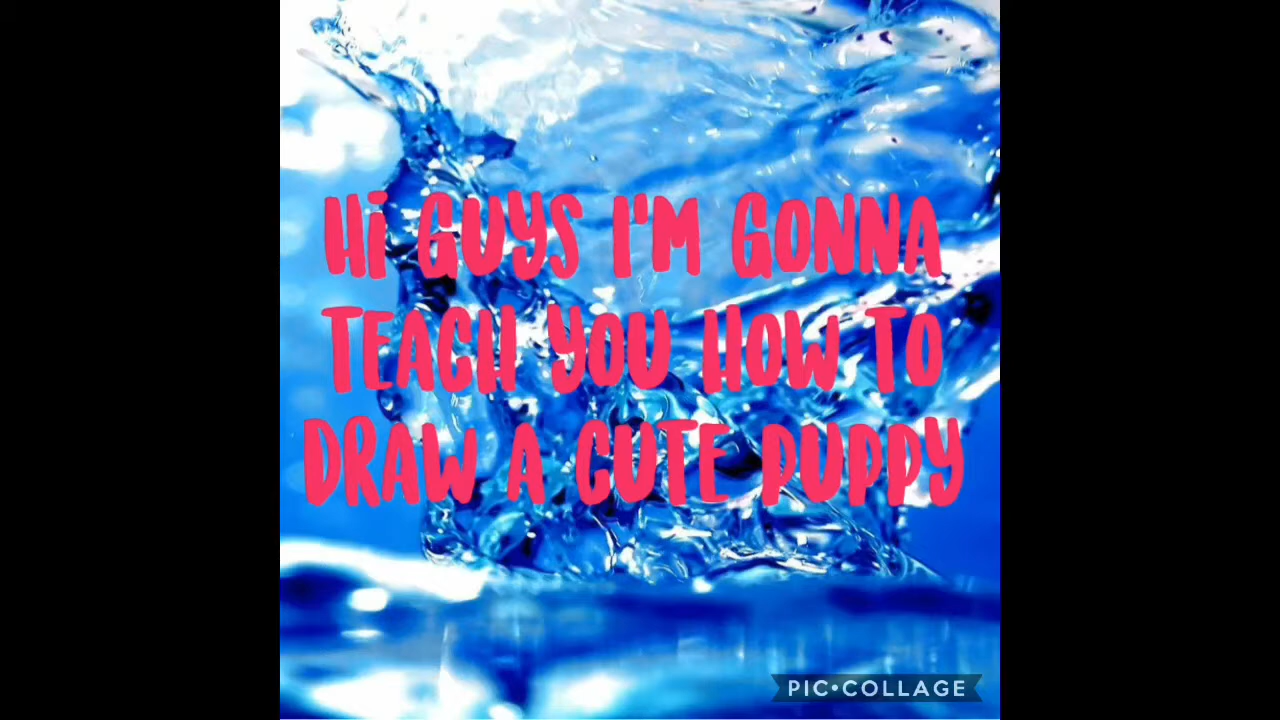 Hi GUYS I'M GONNA
TEACH YOU HOW TO
DRAW A CUTE PUPPY
PIC•COLLAGE